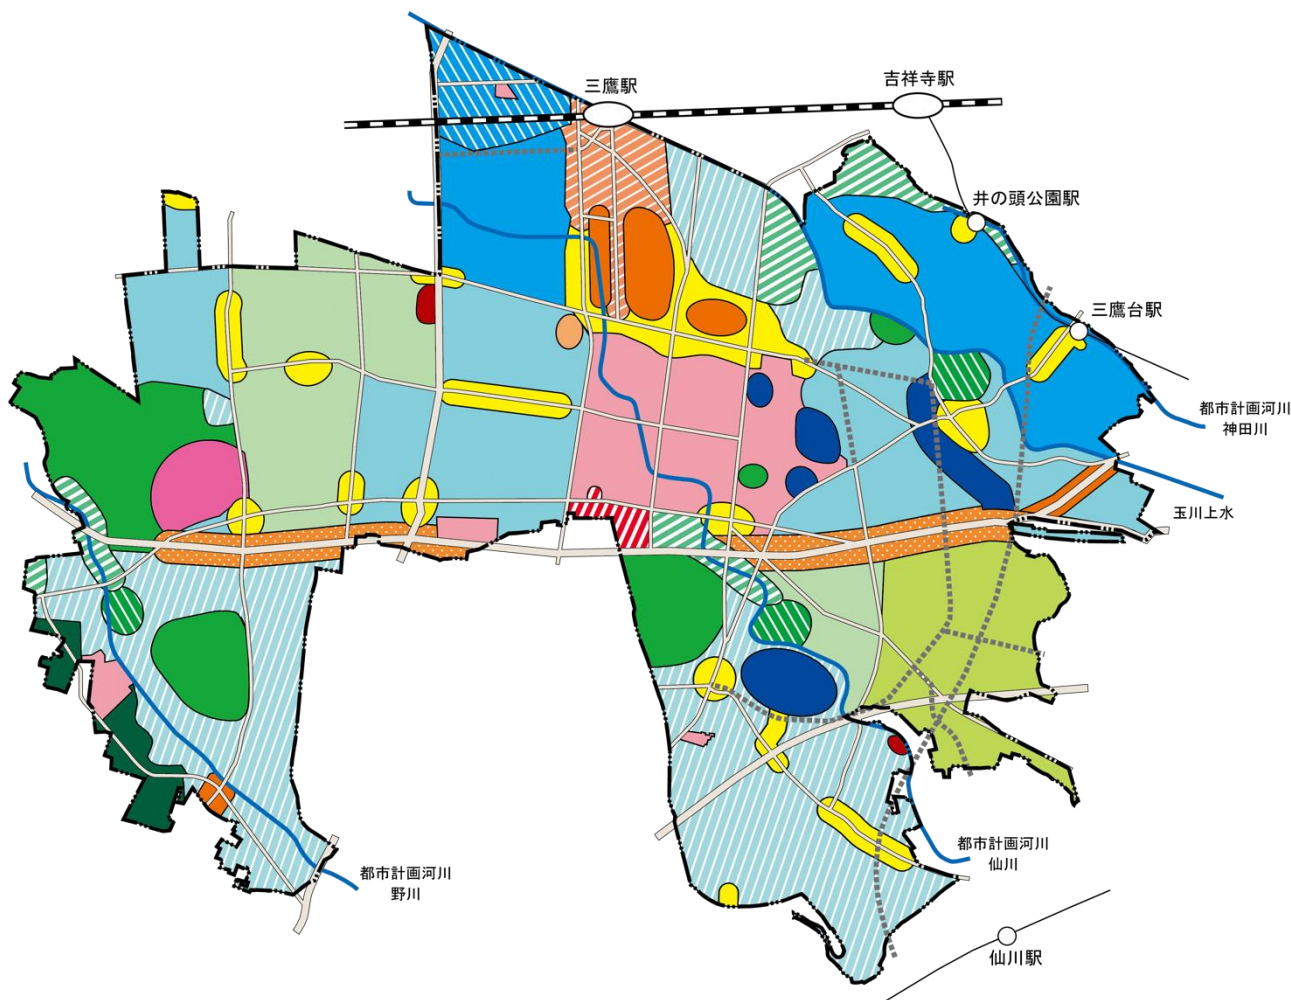 三鷹駅
吉祥寺駅
井の頭公園駅
三鷹台駅
都市計画河川
神田川
玉川上水
都市計画河川
仙川
都市計画河川
野川
仙川駅